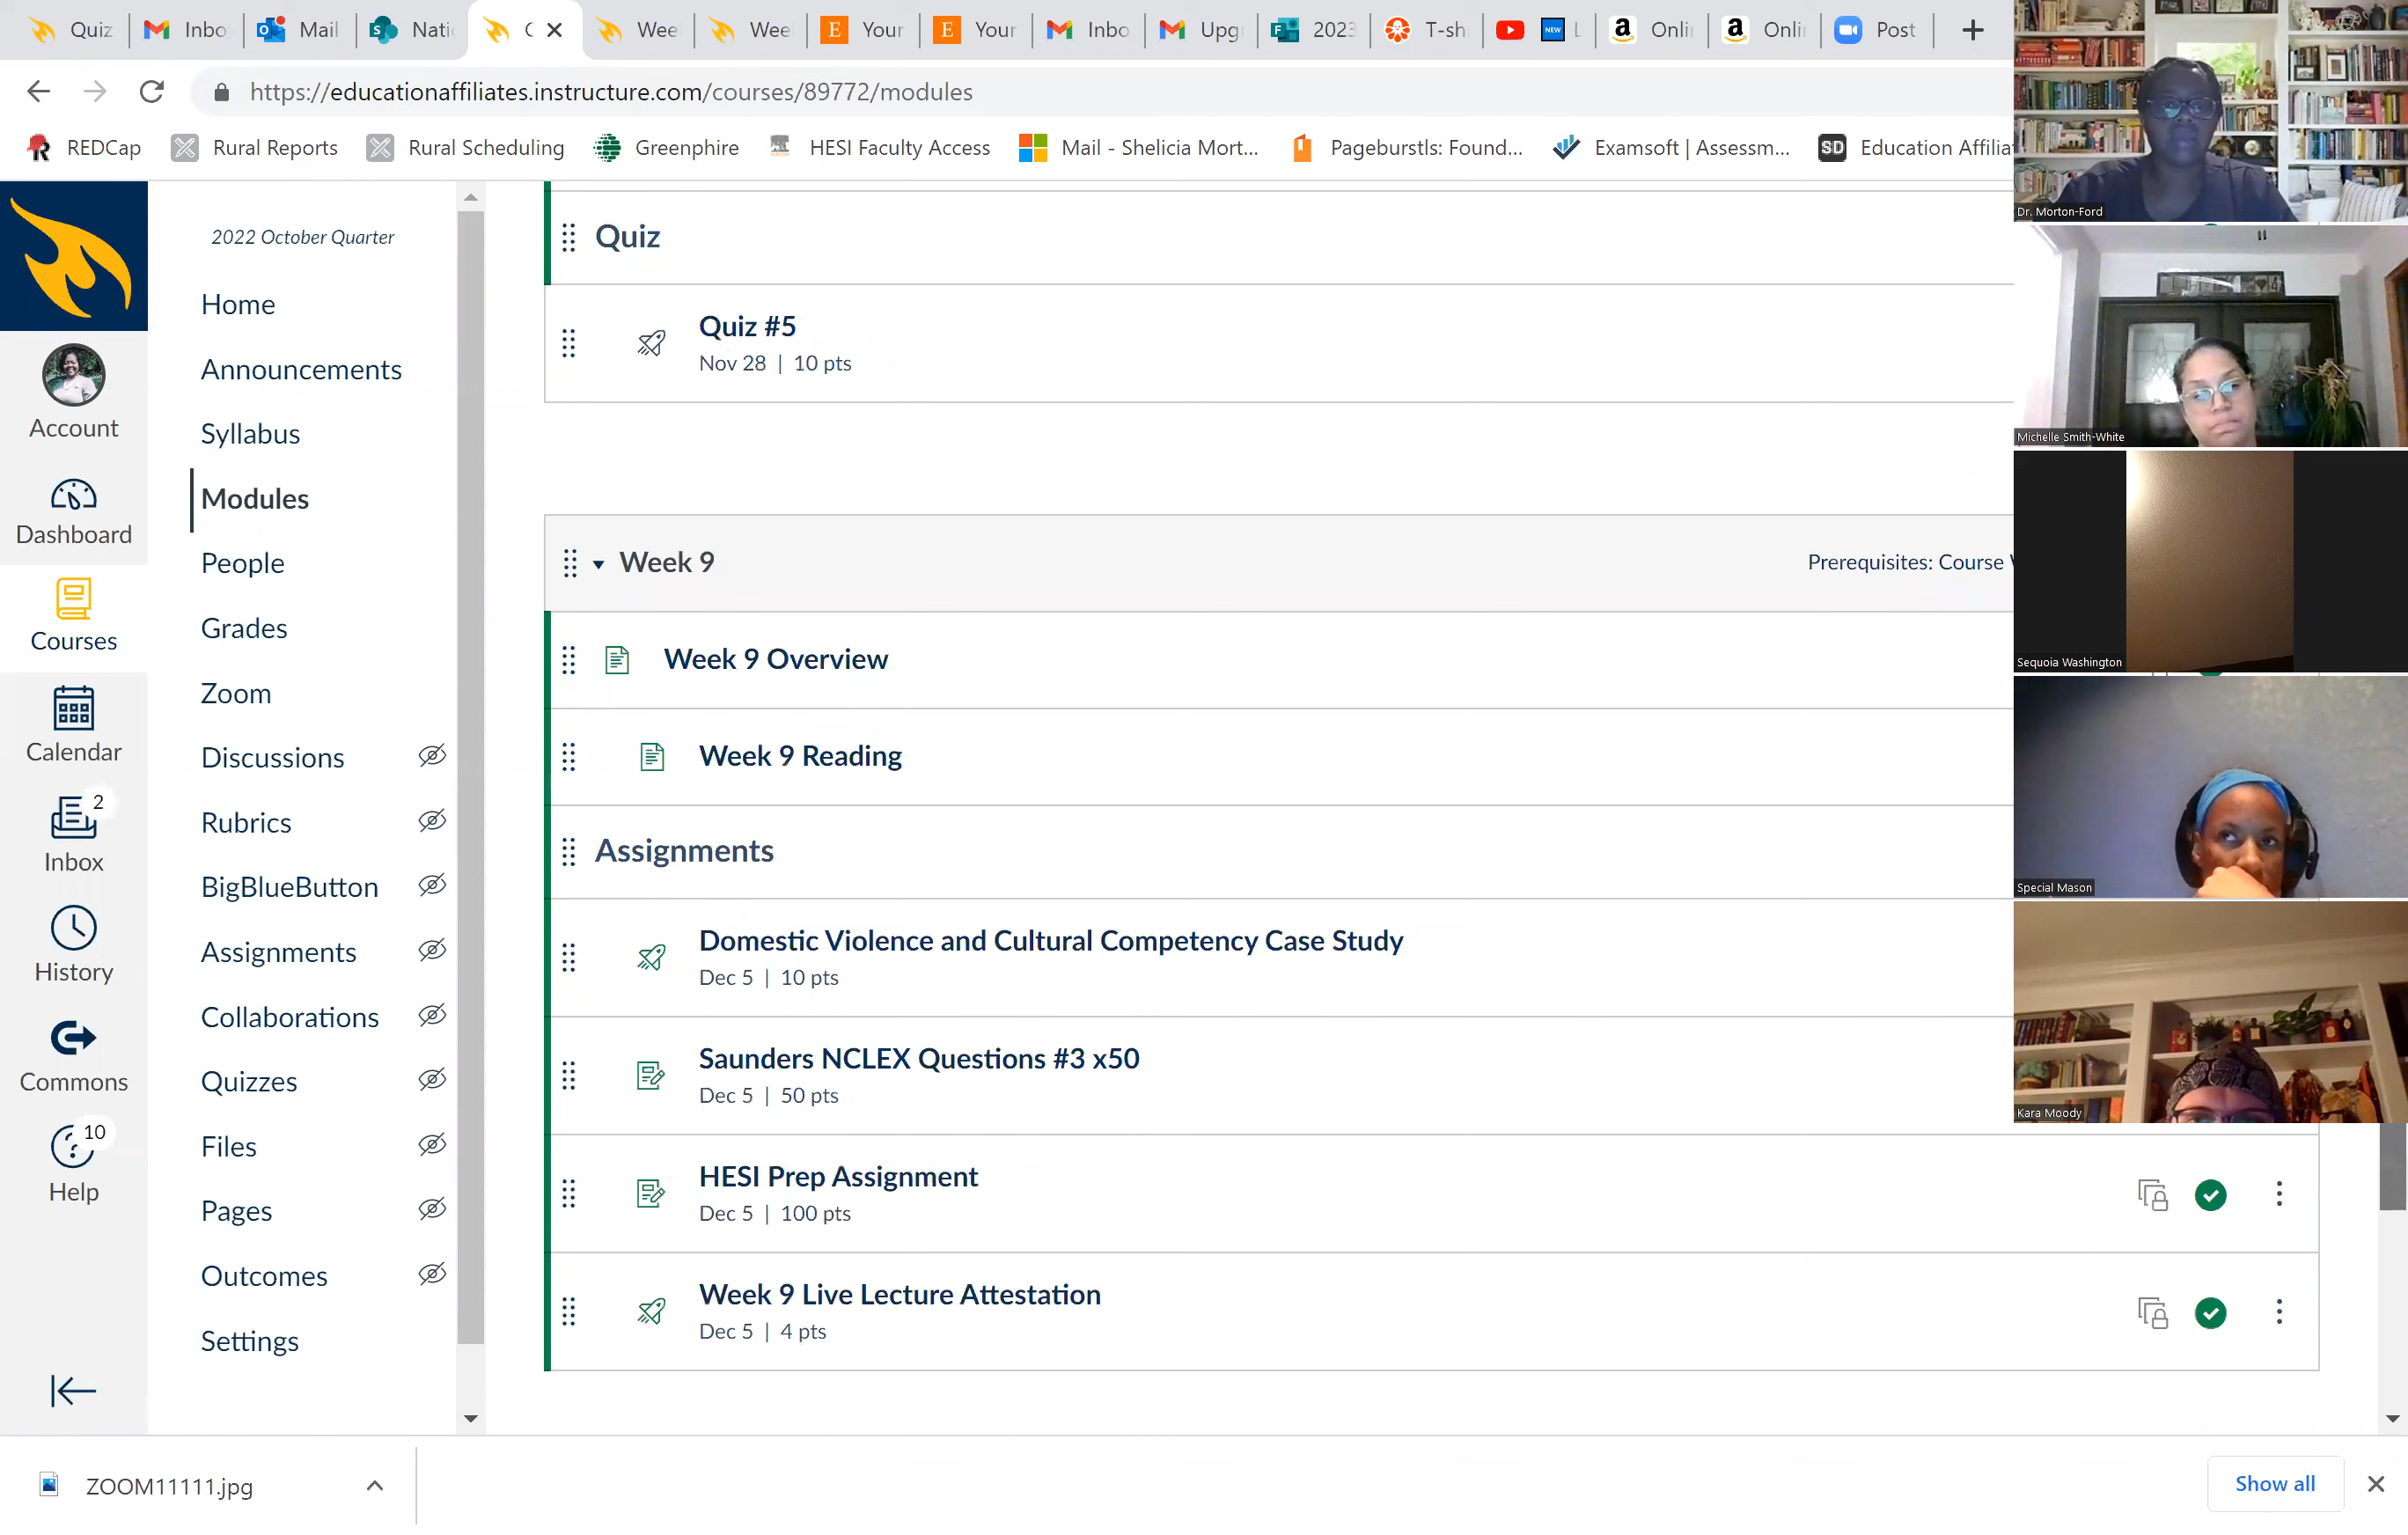 Quiz
Inbo
Mail
Nati
C
Wee
Wee
Your
Your
Inbo
Upg
2023
T-sh
NEW
L
Onli
Onli
Post
https://educationaffiliates.instructure.com/courses/89772/modules
REDCap
Rural Reports
Rural Scheduling
Greenphire
HESI Faculty Access
Mail - Shelicia Mort...
Pageburstls: Found...
Examsoft | Assessm...
SD
Education Affiliat
Account
Dashboard
Courses
Calendar
2
Inbox
History
Commons
10
Help
2022 October Quarter
Home
Announcements
Syllabus
Modules
People
Grades
Zoom
Discussions
Rubrics
BigBlueButton
Assignments
Collaborations
Quizzes
Files
Pages
Outcomes
Settings
Quiz
Quiz #5
Nov 28 | 10 pts
Week 9
Prerequisites: Course
Week 9 Overview
Week 9 Reading
Assignments
Domestic Violence and Cultural Competency Case Study
Dec 5 | 10 pts
Saunders NCLEX Questions #3 x50
Dec 5 | 50 pts
HESI Prep Assignment
Dec 5 | 100 pts
Week 9 Live Lecture Attestation
Dec 5 | 4 pts
Dr. Morton-Ford
Michelle Smith-White
Sequoia Washington
Special Mason
Kara Moody
ZOOM11111.jpg
Show all